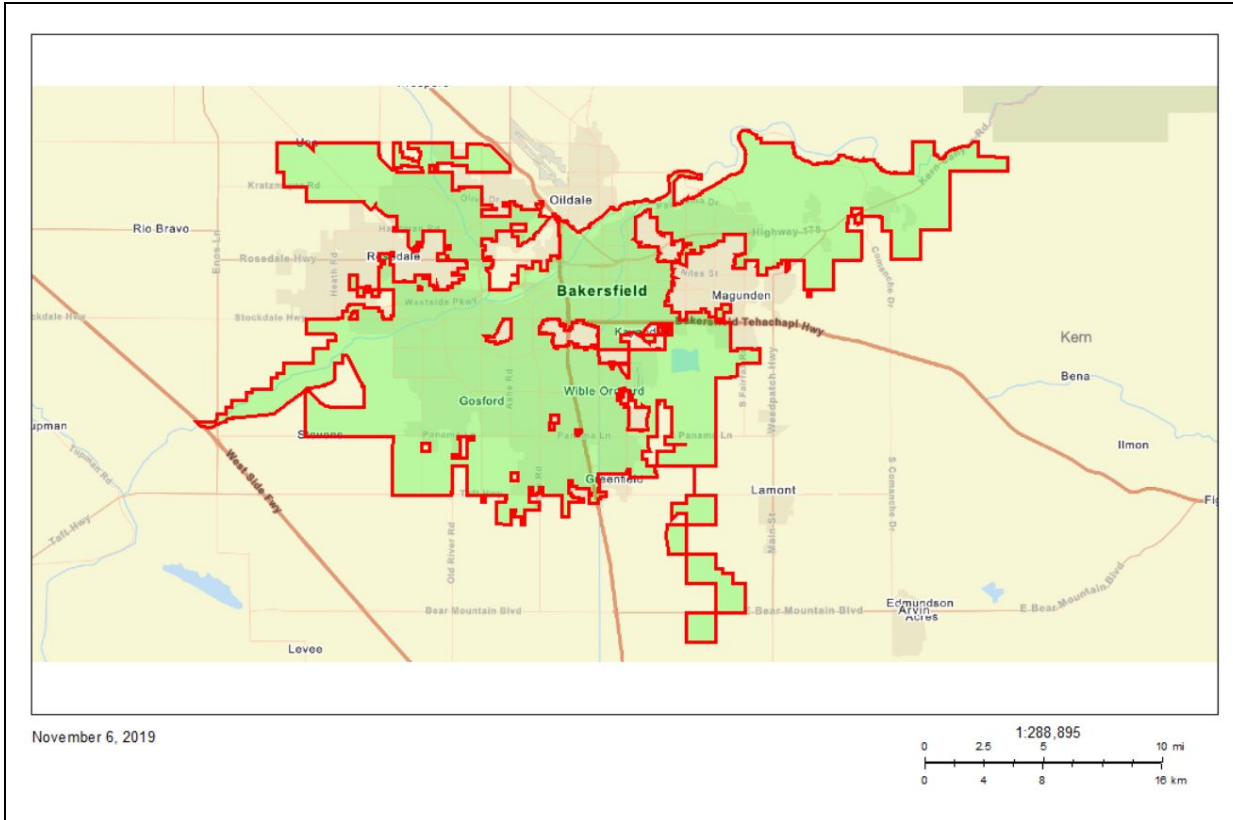 Oildale
Rio Bravo
Enos Ln
Rosedale Hwy
Heath Rd
Highway 178
Niles St
Comanche Dr
Bakersfield
Magunden
Westside Pkwy
Stockdale Hwy
Bakersfield Tehachapi Hwy
Kern
Bena
S Fairfax Rd
Weedpatch Hwy
Wible Orchard
Gosford
Ashe Rd
Panama Ln
Panama Ln
Panama Ln
Ilmon
Tupman Rd
West Side Fwy
Greenfield
Lamont
S Comanche Dr
Taft Hwy
Main St
Old River Rd
Bear Mountain Blvd
E Bear Mountain Blvd
Edmundson
Acres
Arvin
E Bear Mountain Blvd
Levee
November 6, 2019
1:288,895
0 2.5 5 10 mi
0 4 8 16 km